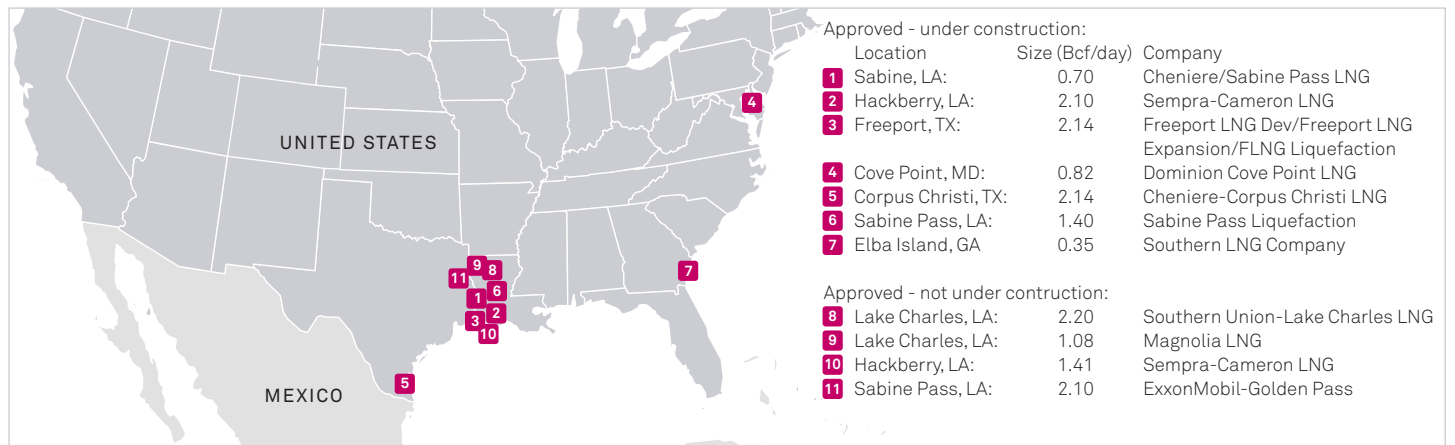 UNITED STATES
MEXICO
4
9
8
11
6
1
7
2
3
10
5
Approved - under construction:
Location Size (Bcf/day) Company
1 Sabine, LA: 0.70 Cheniere/Sabine Pass LNG
2 Hackberry, LA: 2.10 Sempra-Cameron LNG
3 Freeport, TX: 2.14 Freeport LNG Dev/Freeport LNG
Expansion/FLNG Liquefaction
4 Cove Point, MD: 0.82 Dominion Cove Point LNG
5 Corpus Christi, TX: 2.14 Cheniere-Corpus Christi LNG
6 Sabine Pass, LA: 1.40 Sabine Pass Liquefaction
7 Elba Island, GA 0.35 Southern LNG Company
Approved - not under contruction:
8 Lake Charles, LA: 2.20 Southern Union-Lake Charles LNG
9 Lake Charles, LA: 1.08 Magnolia LNG
10 Hackberry, LA: 1.41 Sempra-Cameron LNG
11 Sabine Pass, LA: 2.10 ExxonMobil-Golden Pass